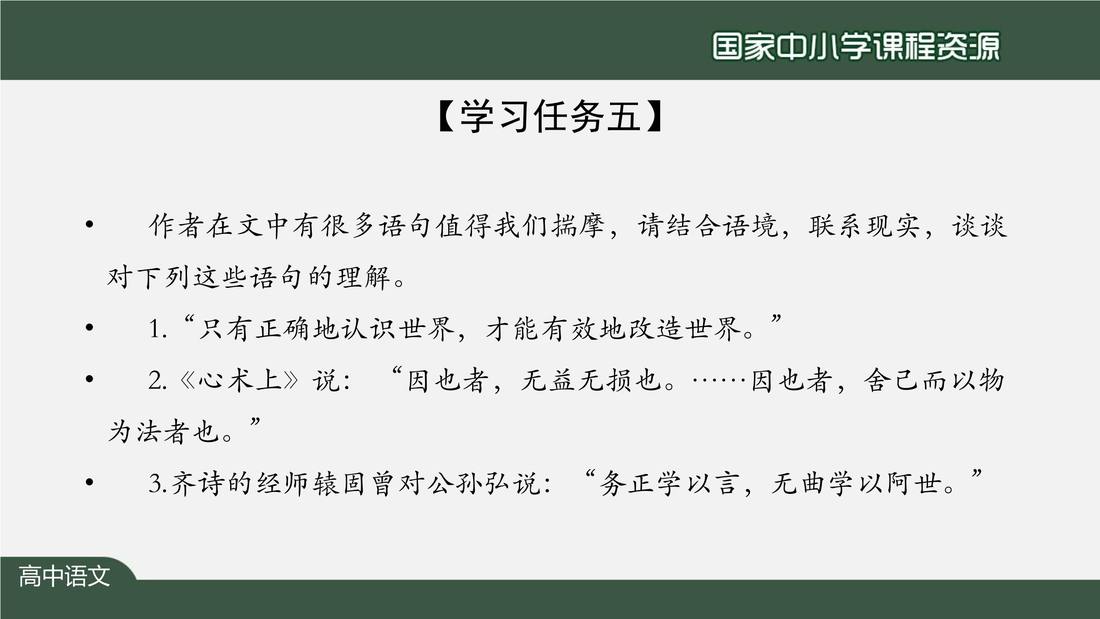 国家中小学课程资源
【学习任务五】
• 作者在文中有很多语句值得我们揣摩，请结合语境，联系现实，谈谈
对下列这些语句的理解。
• 1.“只有正确地认识世界，才能有效地改造世界。”
• 2.《心术上》说：“因也者，无益无损也。……因也者，舍己而以物
为法者也。”
• 3.齐诗的经师辕固曾对公孙弘说：“务正学以言，无曲学以阿世。”
高中语文